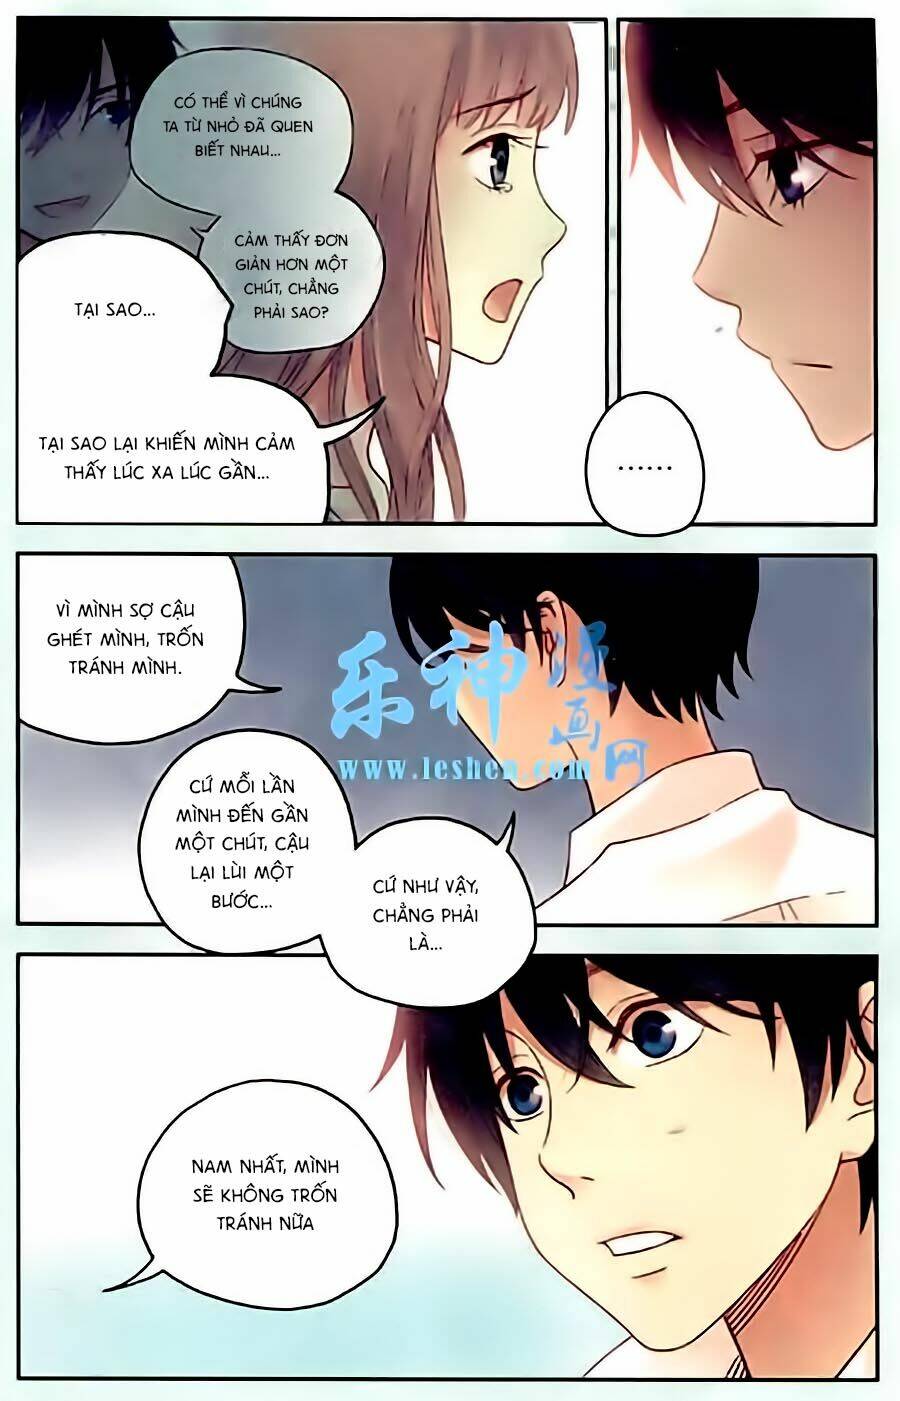 CÓ THỂ VÌ CHÚNG
TA TỪ NHỎ ĐÃ QUEN
BIẾT NHAU...
CẢM THẤY ĐƠN
GIẢN HƠN MỘT
CHÚT, CHẲNG
PHẢI SAO?
TẠI SAO...
TẠI SAO LẠI KHIẾN MÌNH CẢM
THẤY LÚC XA LÚC GẦN...
......
VÌ MÌNH SỢ CẬU
GHÉT MÌNH, TRỐN
TRÁNH MÌNH.
乐神漫画网
www.leshen.com
CỨ MỖI LẦN
MÌNH ĐẾN GẦN
MỘT CHÚT, CẬU
LẠI LÙI MỘT
BƯỚC...
CỨ NHƯ VẬY,
CHẲNG PHẢI
LÀ...
NAM NHẤT, MÌNH
SẼ KHÔNG TRỐN
TRÁNH NỮA